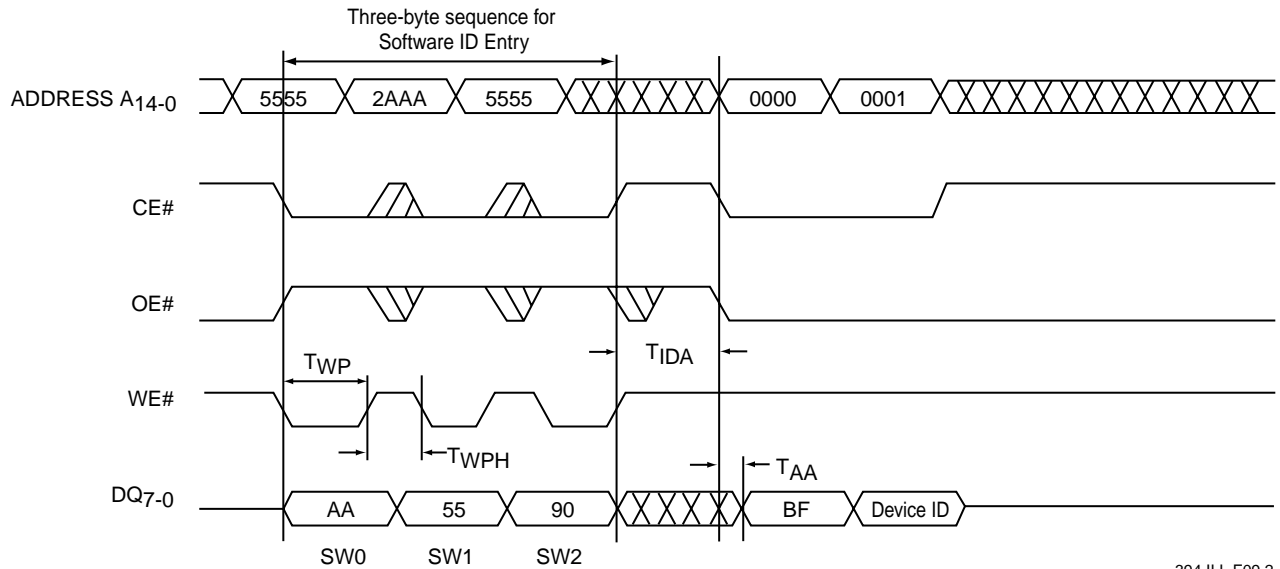 Three-byte sequence for
Software ID Entry
ADDRESS A14-0
5555 2AAA 5555 0000 0001
CE#
OE#
TIDA
TWP
WE#
TWPH
TAA
DQ7-0
AA 55 90 BF Device ID
SW0 SW1 SW2